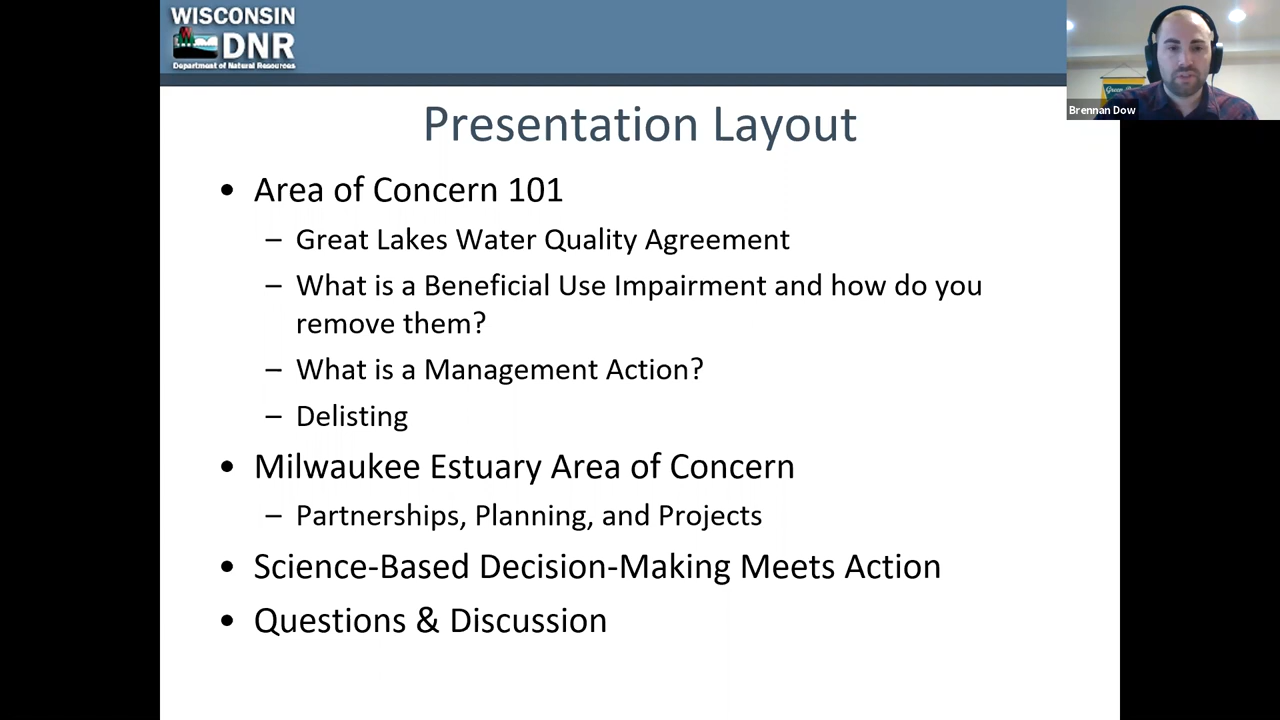 WISCONSIN
DNR
Department of Natural Resources
Green Bay
Brennan Dow
Presentation Layout
• Area of Concern 101
– Great Lakes Water Quality Agreement
– What is a Beneficial Use Impairment and how do you
remove them?
– What is a Management Action?
– Delisting
• Milwaukee Estuary Area of Concern
– Partnerships, Planning, and Projects
• Science-Based Decision-Making Meets Action
• Questions & Discussion